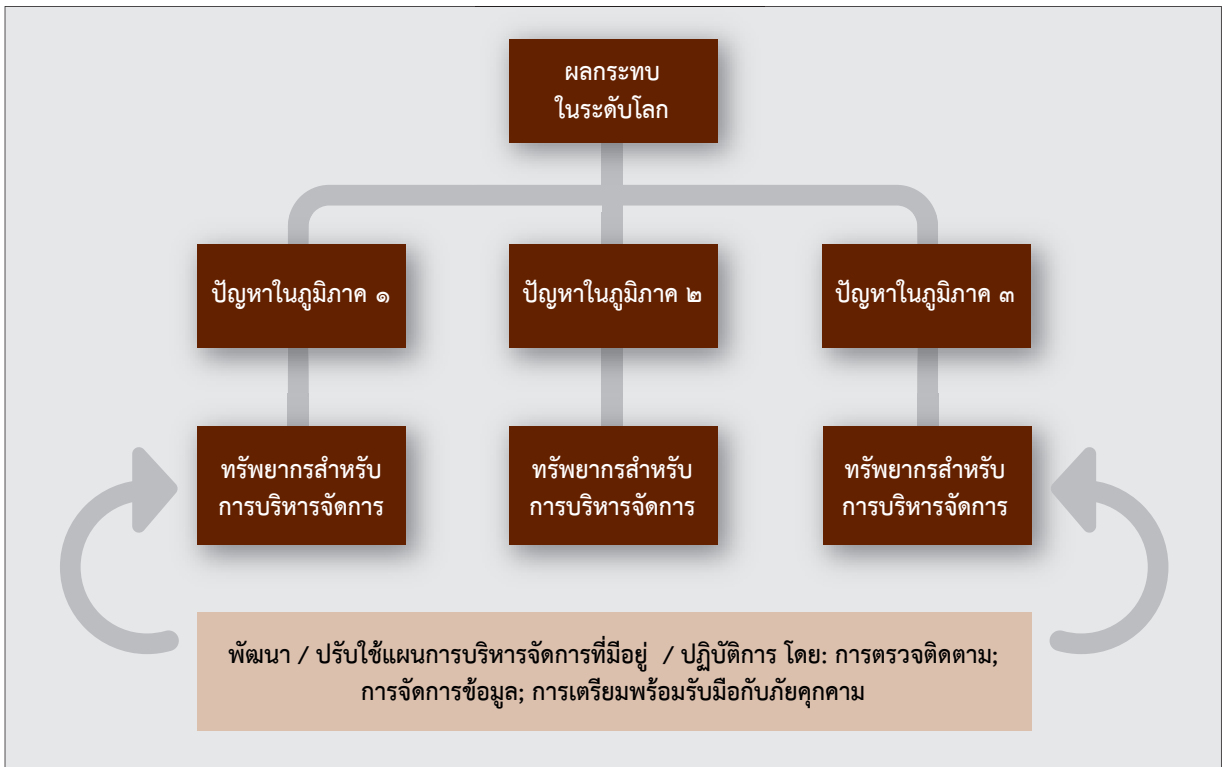 ผลกระทบ
ในระดับโลก
ปัญหาในภูมิภาค ๑
ปัญหาในภูมิภาค ๒
ปัญหาในภูมิภาค ๓
ทรัพยากรสำหรับ
การบริหารจัดการ
ทรัพยากรสำหรับ
การบริหารจัดการ
ทรัพยากรสำหรับ
การบริหารจัดการ
พัฒนา / ปรับใช้แผนการบริหารจัดการที่มีอยู่ / ปฏิบัติการ โดย: การตรวจติดตาม;
การจัดการข้อมูล; การเตรียมพร้อมรับมือกับภัยคุกคาม